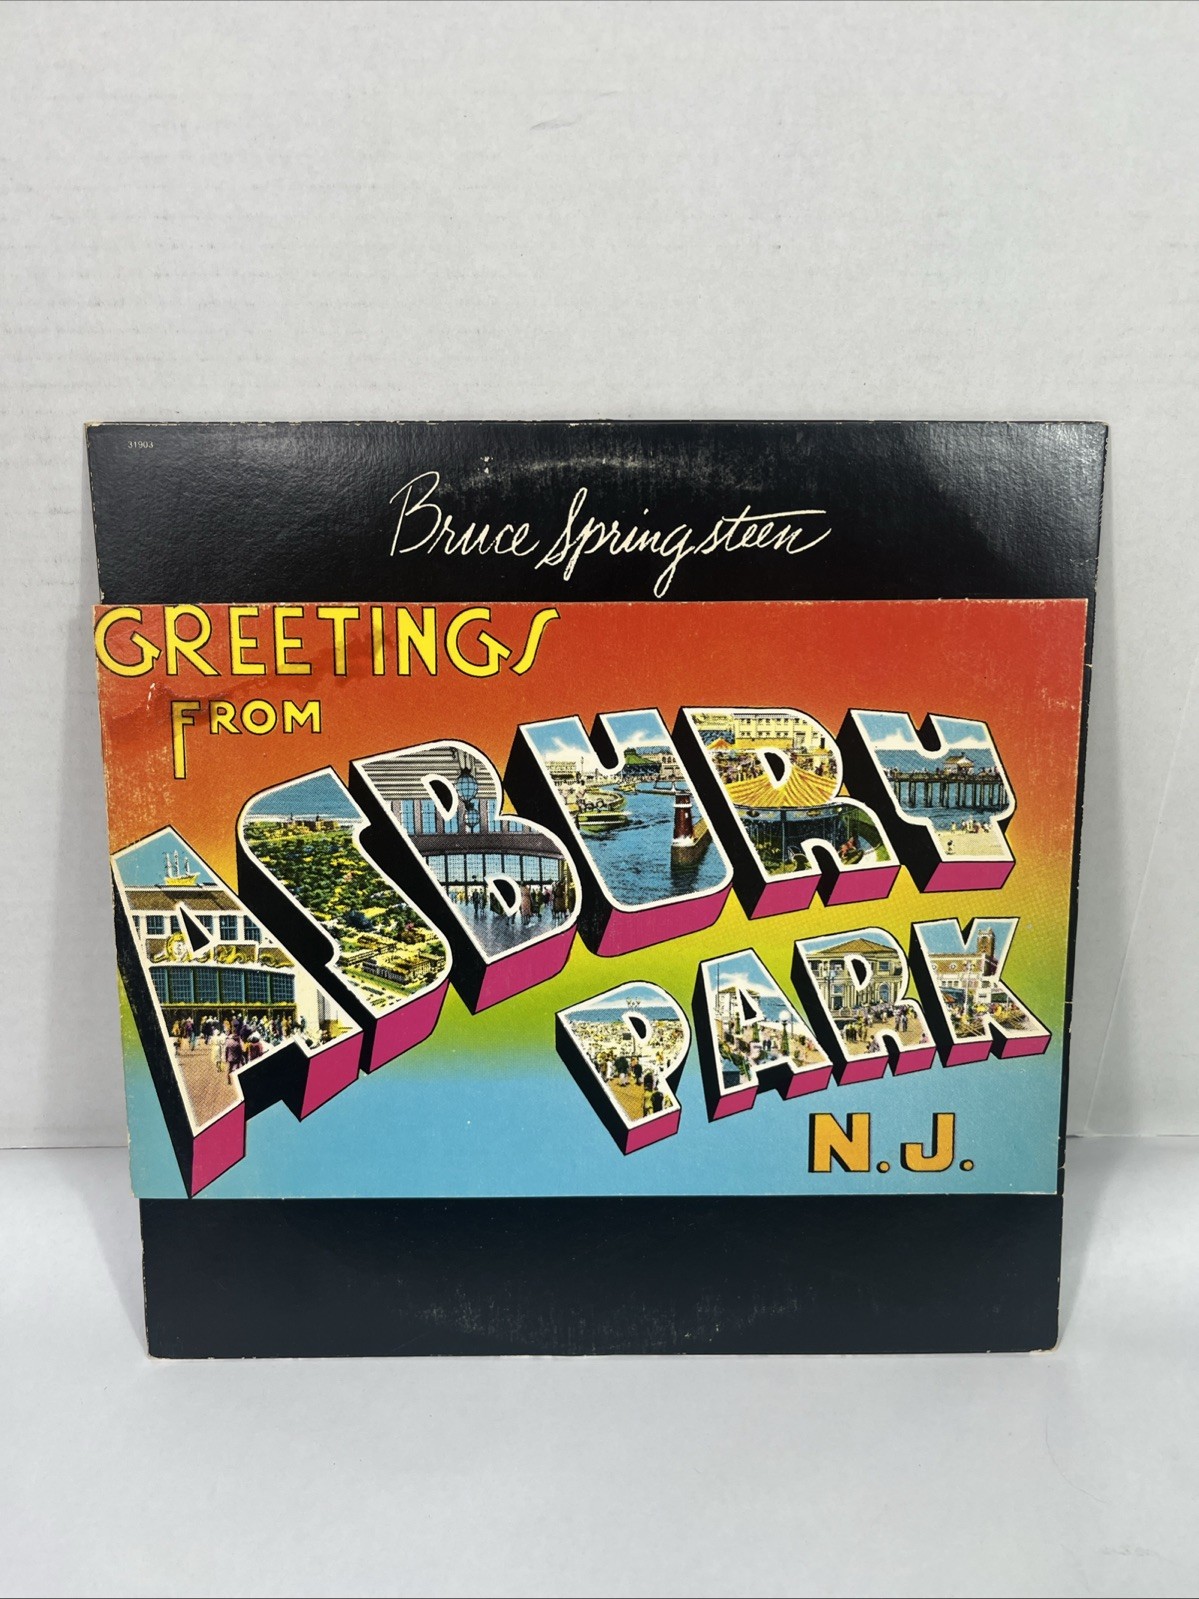 31903
Bruce Springsteen
GREETINGS
FROM
ASBURY
PARK
N.J.